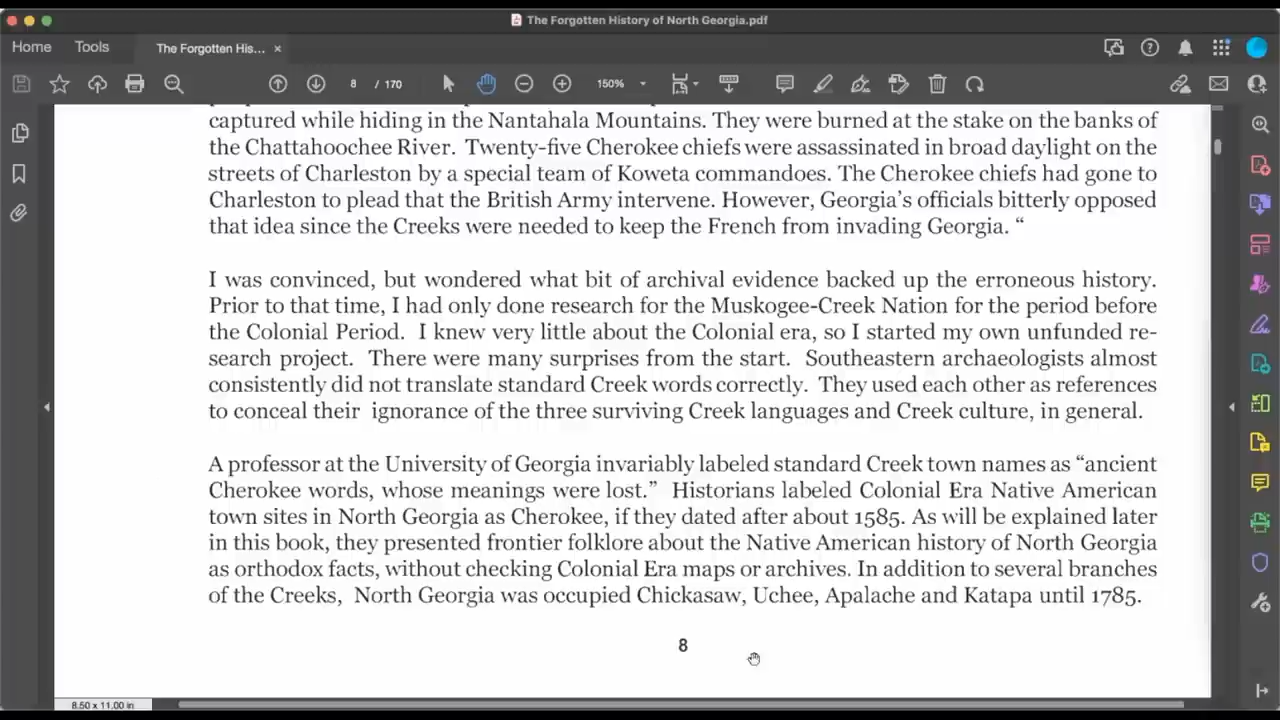 The Forgotten History of North Georgia.pdf
Home
Tools
The Forgotten His...
8 / 170
150%
captured while hiding in the Nantahala Mountains. They were burned at the stake on the banks of
the Chattahoochee River.  Twenty-five Cherokee chiefs were assassinated in broad daylight on the
streets of Charleston by a special team of Koweta commandoes. The Cherokee chiefs had gone to
Charleston to plead that the British Army intervene. However, Georgia's officials bitterly opposed
that idea since the Creeks were needed to keep the French from invading Georgia. “
I was convinced, but wondered what bit of archival evidence backed up the erroneous history.
Prior to that time, I had only done research for the Muskogee-Creek Nation for the period before
the Colonial Period.  I knew very little about the Colonial era, so I started my own unfunded re-
search project.  There were many surprises from the start.  Southeastern archaeologists almost
consistently did not translate standard Creek words correctly.  They used each other as references
to conceal their  ignorance of the three surviving Creek languages and Creek culture, in general.
A professor at the University of Georgia invariably labeled standard Creek town names as “ancient
Cherokee words, whose meanings were lost.”  Historians labeled Colonial Era Native American
town sites in North Georgia as Cherokee, if they dated after about 1585. As will be explained later
in this book, they presented frontier folklore about the Native American history of North Georgia
as orthodox facts, without checking Colonial Era maps or archives. In addition to several branches
of the Creeks,  North Georgia was occupied Chickasaw, Uchee, Apalache and Katapa until 1785.
8
8.50 x 11.00 in